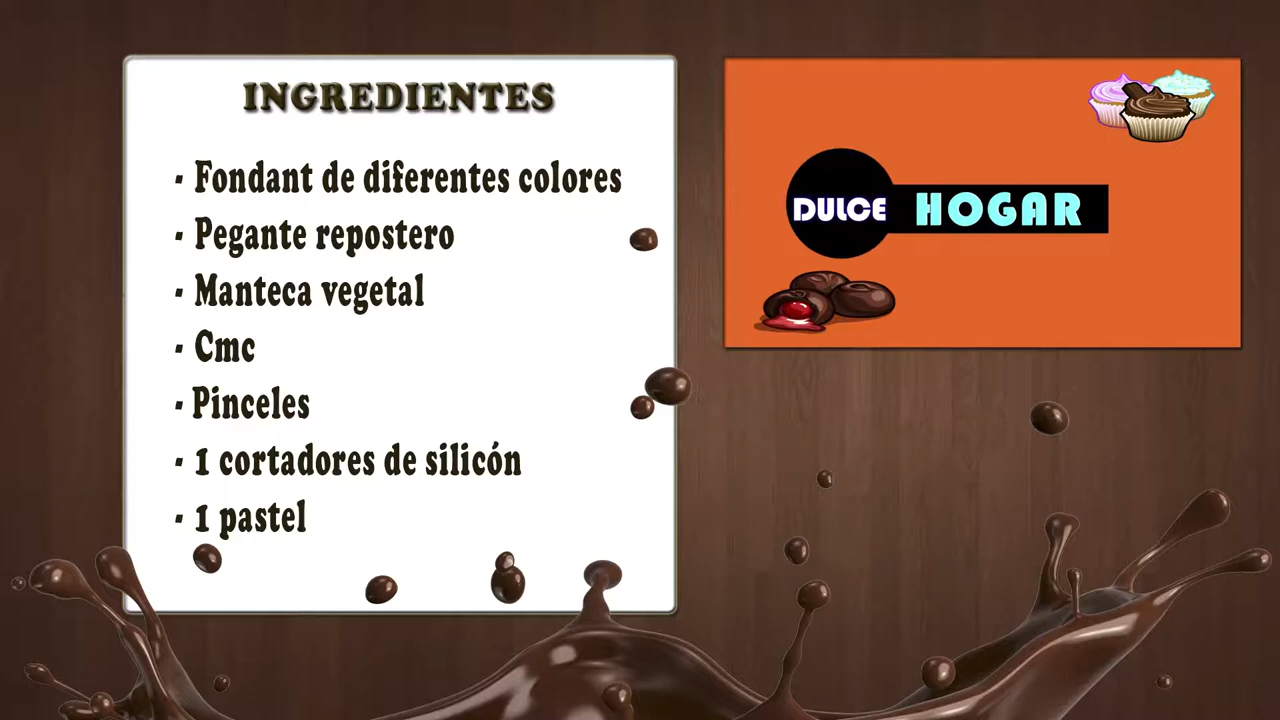 INGREDIENTES
· Fondant de diferentes colores
· Pegante repostero
· Manteca vegetal
· Cmc
· Pinceles
· 1 cortadores de silicón
· 1 pastel
DULCE HOGAR